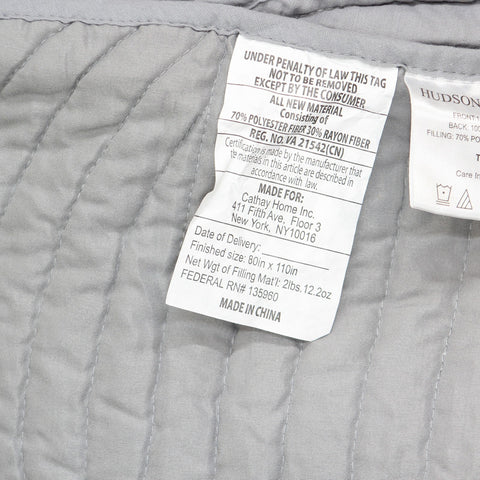 UNDER PENALTY OF LAW THIS TAG
NOT TO BE REMOVED
EXCEPT BY THE CONSUMER
ALL NEW MATERIAL
Consisting of
70% POLYESTER FIBER 30% RAYON FIBER
REG. NO. VA 21542(CN)
Certification is made by the manufacturer that
the materials in this article are described in
accordance with law.
MADE FOR:
Cathay Home Inc.
411 Fifth Ave, Floor 3
New York, NY10016
Date of Delivery:
Finished size: 80in x 110in
Net Wgt of Filling Mat'l: 2lbs.12.2oz
FEDERAL RN# 135960
MADE IN CHINA
HUDSON
FRONT:
BACK: 100
FILLING: 70% PO
T
Care In